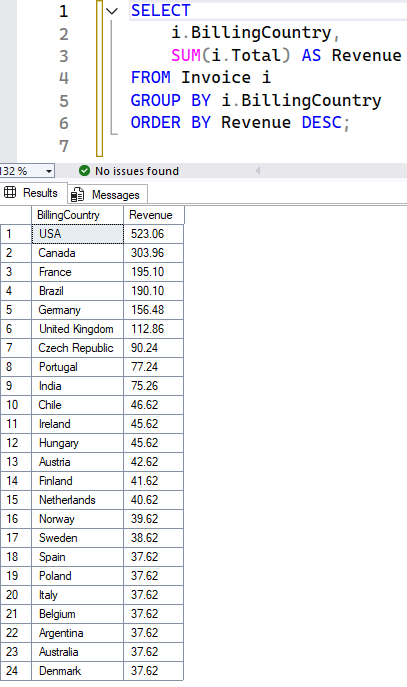 1 SELECT
2 i.BillingCountry,
3 SUM(i.Total) AS Revenue
4 FROM Invoice i
5 GROUP BY i.BillingCountry
6 ORDER BY Revenue DESC;
7
132 % No issues found
Results Messages
BillingCountry Revenue
1 USA 523.06
2 Canada 303.96
3 France 195.10
4 Brazil 190.10
5 Germany 156.48
6 United Kingdom 112.86
7 Czech Republic 90.24
8 Portugal 77.24
9 India 75.26
10 Chile 46.62
11 Ireland 45.62
12 Hungary 45.62
13 Austria 42.62
14 Finland 41.62
15 Netherlands 40.62
16 Norway 39.62
17 Sweden 38.62
18 Spain 37.62
19 Poland 37.62
20 Italy 37.62
21 Belgium 37.62
22 Argentina 37.62
23 Australia 37.62
24 Denmark 37.62